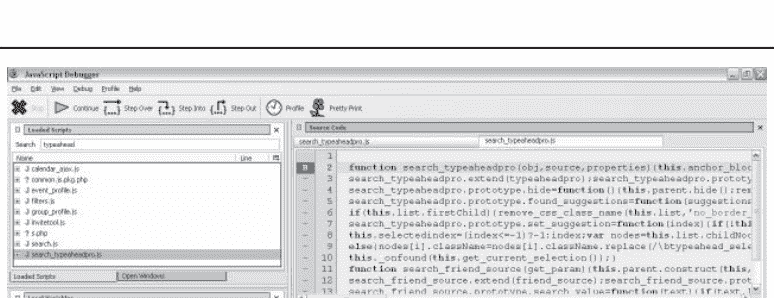 JavaScript Debugger
File Edit View Debug Profile Help
Stop Continue Step Over Step Into Step Out Profile Pretty Print
Loaded Scripts
Search typeahead
Name Line
J calendar_ajax.js
? common.js.pkg.php
J event_profile.js
J filters.js
J group_profile.js
J invitetool.js
? s.php
J search.js
J search_typeaheadpro.js
Loaded Scripts Open Windows
Source Code
search_typeaheadpro.js search_typeaheadpro.js
1
2 function search_typeaheadpro(obj,source,properties){this.anchor_bloc
3 search_typeaheadpro.extend(typeaheadpro);search_typeaheadpro.prototy
4 search_typeaheadpro.prototype.hide=function(){this.parent.hide();rem
5 search_typeaheadpro.prototype.found_suggestions=function(suggestions
6 if(this.list.firstChild){remove_css_class_name(this.list,'no_border_
7 search_typeaheadpro.prototype.set_suggestion=function(index){if(!thi
8 this.selectedindex=(index<=-1)?-1:index;var nodes=this.list.childNod
9 else{nodes[i].className=nodes[i].className.replace(/\btypeahead_sele
10 this._onfound(this.get_current_selection());}
11 function search_friend_source(get_param){this.parent.construct(this,
12 search_friend_source.extend(friend_source);search_friend_source.prot
13 search_friend_source.prototype.search_value=function(text){if(text.l